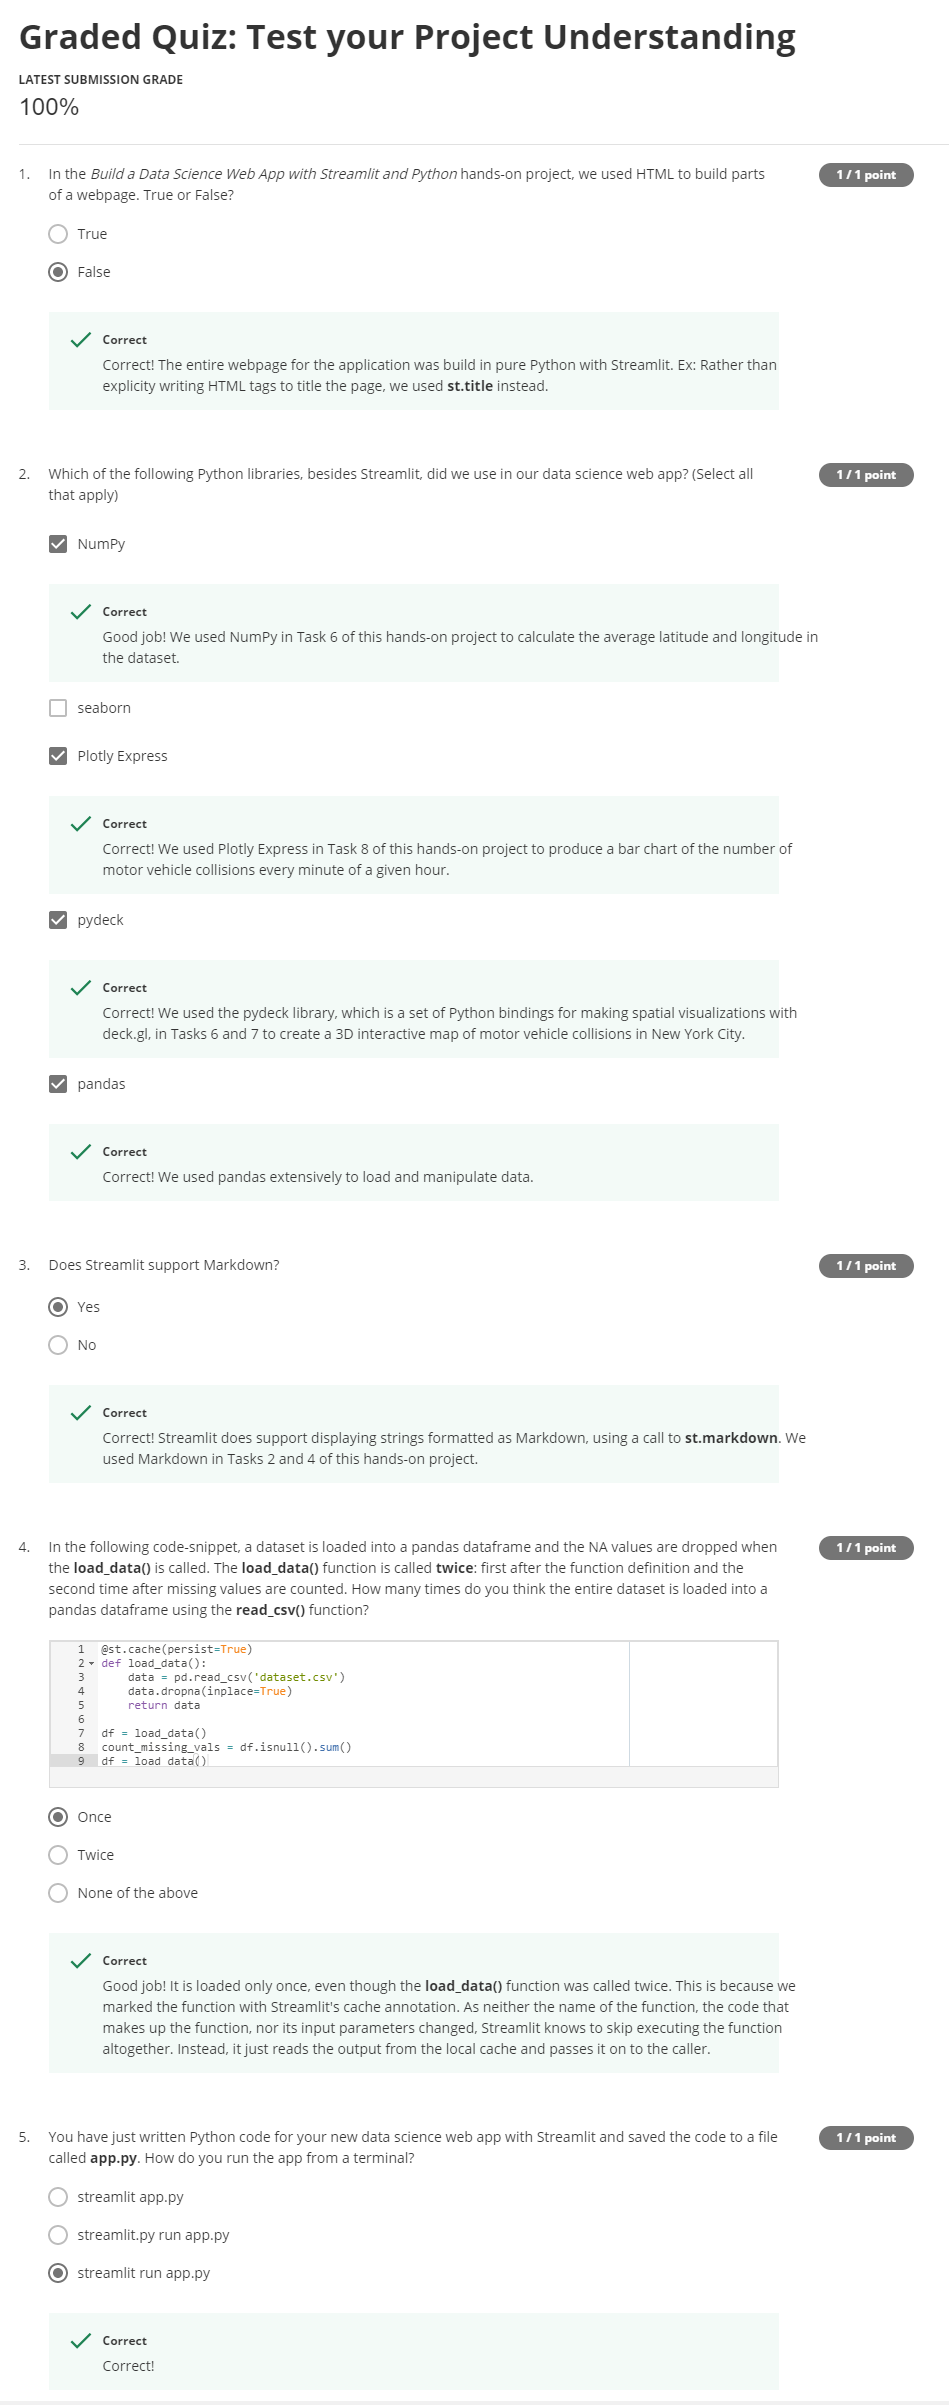 Graded Quiz: Test your Project Understanding
LATEST SUBMISSION GRADE
100%
1. In the Build a Data Science Web App with Streamlit and Python hands-on project, we used HTML to build parts
of a webpage. True or False?
1 / 1 point
True
False
Correct
Correct! The entire webpage for the application was build in pure Python with Streamlit. Ex: Rather than
explicity writing HTML tags to title the page, we used st.title instead.
2. Which of the following Python libraries, besides Streamlit, did we use in our data science web app? (Select all
that apply)
1 / 1 point
NumPy
Correct
Good job! We used NumPy in Task 6 of this hands-on project to calculate the average latitude and longitude in
the dataset.
seaborn
Plotly Express
Correct
Correct! We used Plotly Express in Task 8 of this hands-on project to produce a bar chart of the number of
motor vehicle collisions every minute of a given hour.
pydeck
Correct
Correct! We used the pydeck library, which is a set of Python bindings for making spatial visualizations with
deck.gl, in Tasks 6 and 7 to create a 3D interactive map of motor vehicle collisions in New York City.
pandas
Correct
Correct! We used pandas extensively to load and manipulate data.
3. Does Streamlit support Markdown?
1 / 1 point
Yes
No
Correct
Correct! Streamlit does support displaying strings formatted as Markdown, using a call to st.markdown. We
used Markdown in Tasks 2 and 4 of this hands-on project.
4. In the following code-snippet, a dataset is loaded into a pandas dataframe and the NA values are dropped when
the load_data() is called. The load_data() function is called twice: first after the function definition and the
second time after missing values are counted. How many times do you think the entire dataset is loaded into a
pandas dataframe using the read_csv() function?
1 / 1 point
1 @st.cache(persist=True)
2 def load_data():
3     data = pd.read_csv('dataset.csv')
4     data.dropna(inplace=True)
5     return data
6
7 df = load_data()
8 count_missing_vals = df.isnull().sum()
9 df = load_data()
Once
Twice
None of the above
Correct
Good job! It is loaded only once, even though the load_data() function was called twice. This is because we
marked the function with Streamlit's cache annotation. As neither the name of the function, the code that
makes up the function, nor its input parameters changed, Streamlit knows to skip executing the function
altogether. Instead, it just reads the output from the local cache and passes it on to the caller.
5. You have just written Python code for your new data science web app with Streamlit and saved the code to a file
called app.py. How do you run the app from a terminal?
1 / 1 point
streamlit app.py
streamlit.py run app.py
streamlit run app.py
Correct
Correct!